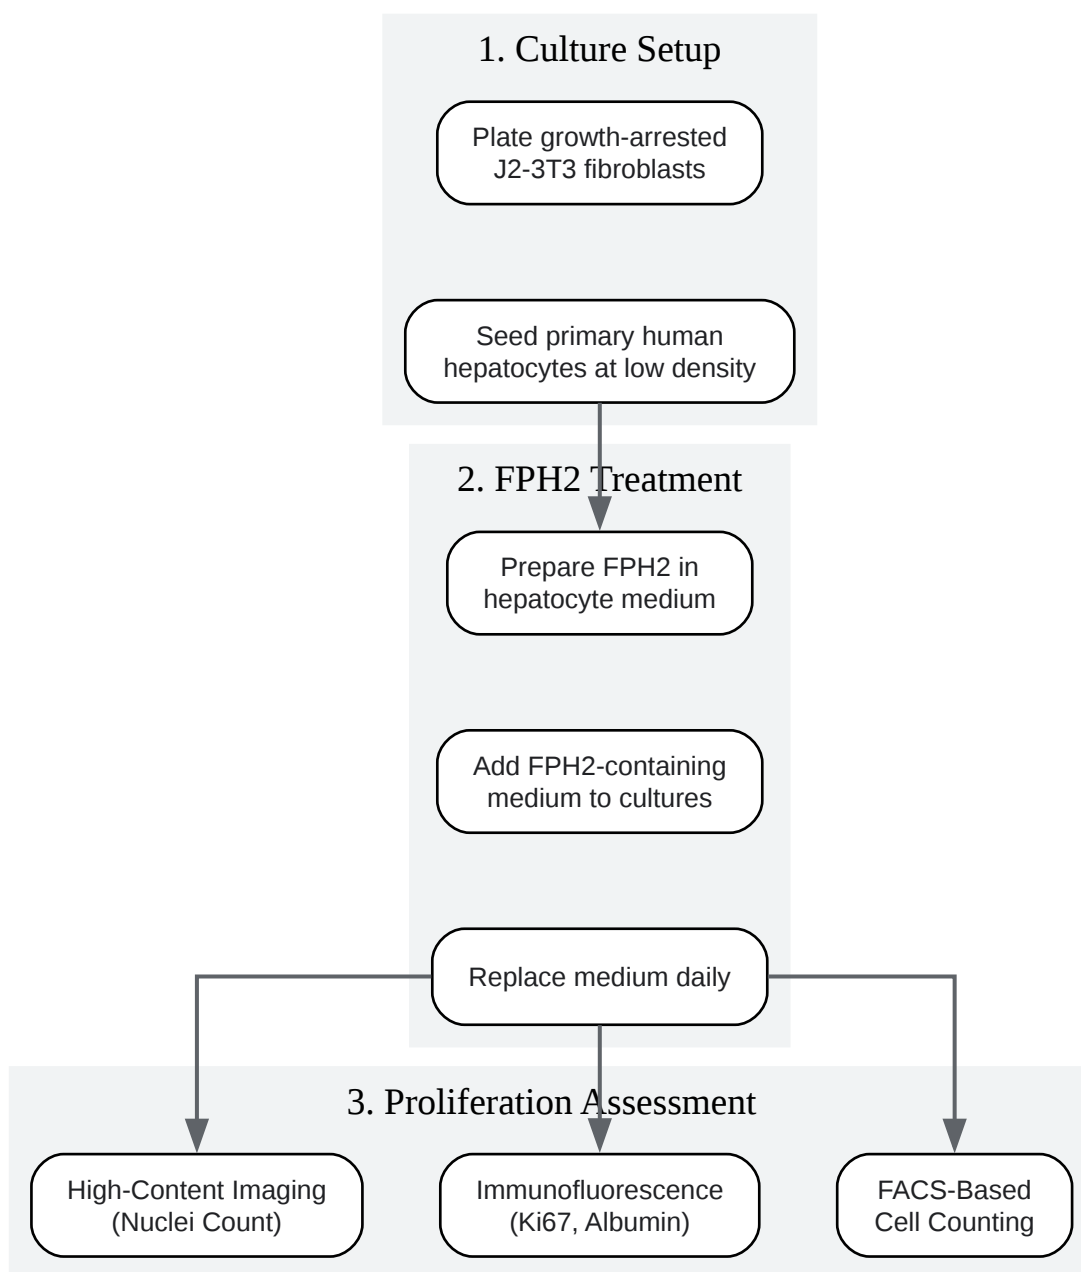 1. Culture Setup
Plate growth-arrested
J2-3T3 fibroblasts
Seed primary human
hepatocytes at low density
2. FPH2 Treatment
Prepare FPH2 in
hepatocyte medium
Add FPH2-containing
medium to cultures
Replace medium daily
3. Proliferation Assessment
High-Content Imaging
(Nuclei Count)
Immunofluorescence
(Ki67, Albumin)
FACS-Based
Cell Counting